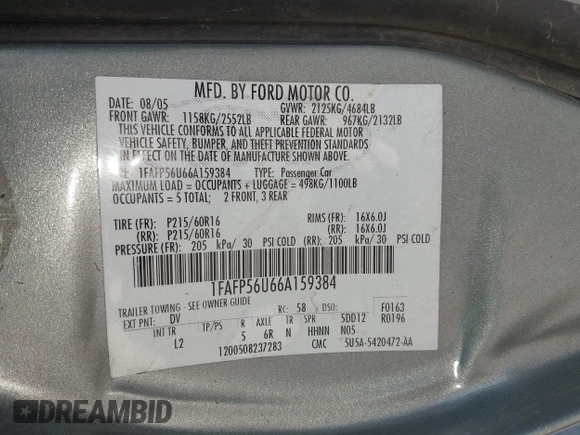 MFD. BY FORD MOTOR CO.
DATE: 08/05 GVWR: 2125KG/4684LB
FRONT GAWR: 1158KG/2552LB REAR GAWR: 967KG/2132LB
THIS VEHICLE CONFORMS TO ALL APPLICABLE FEDERAL MOTOR
VEHICLE SAFETY, BUMPER, AND THEFT PREVENTION STANDARDS
IN EFFECT ON THE DATE OF MANUFACTURE SHOWN ABOVE.
VIN: 1FAFP56U66A159384 TYPE: Passenger Car
MAXIMUM LOAD = OCCUPANTS + LUGGAGE = 498KG/1100LB
OCCUPANTS = 5 TOTAL; 2 FRONT, 3 REAR
TIRE (FR): P215/60R16 RIMS (FR): 16X6.0J
(RR): P215/60R16 (RR): 16X6.0J
PRESSURE (FR): 205 kPa/ 30 PSI COLD (RR): 205 kPa/ 30 PSI COLD
1FAFP56U66A159384
TRAILER TOWING - SEE OWNER GUIDE
EXT PNT: DV RC: 58 DSO: F0163
INT TR TP/PS R AXLE TR SPR 5DD12 R0196
L2 5 6R N HHNN N05
1200508237283 CMC 5U5A-5420472-AA
DREAMBID